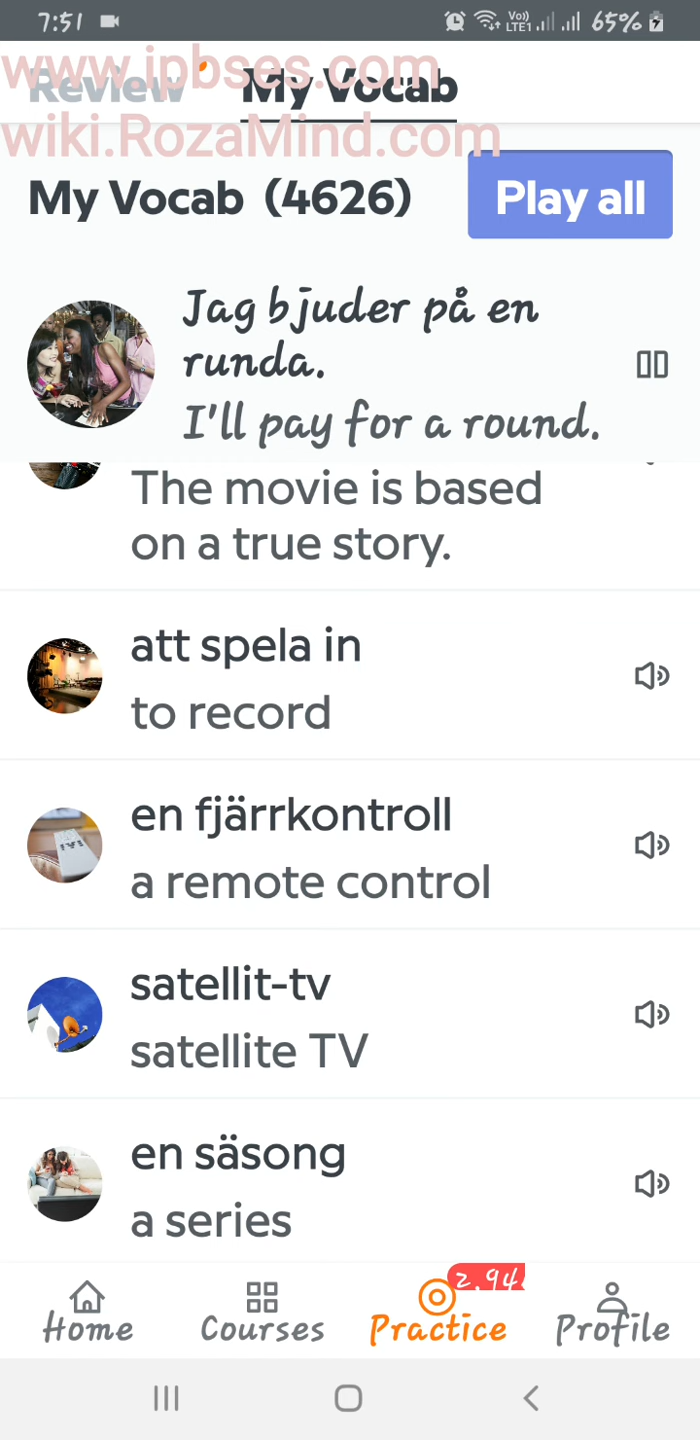 7:51
Vo)) LTE1 65%
www.ipbses.com
Review My Vocab
wiki.RozaMind.com
My Vocab (4626) Play all
Jag bjuder på en
runda.
I'll pay for a round.
The movie is based
on a true story.
att spela in
to record
en fjärrkontroll
a remote control
satellit-tv
satellite TV
en säsong
a series
2.94
Home Courses Practice Profile